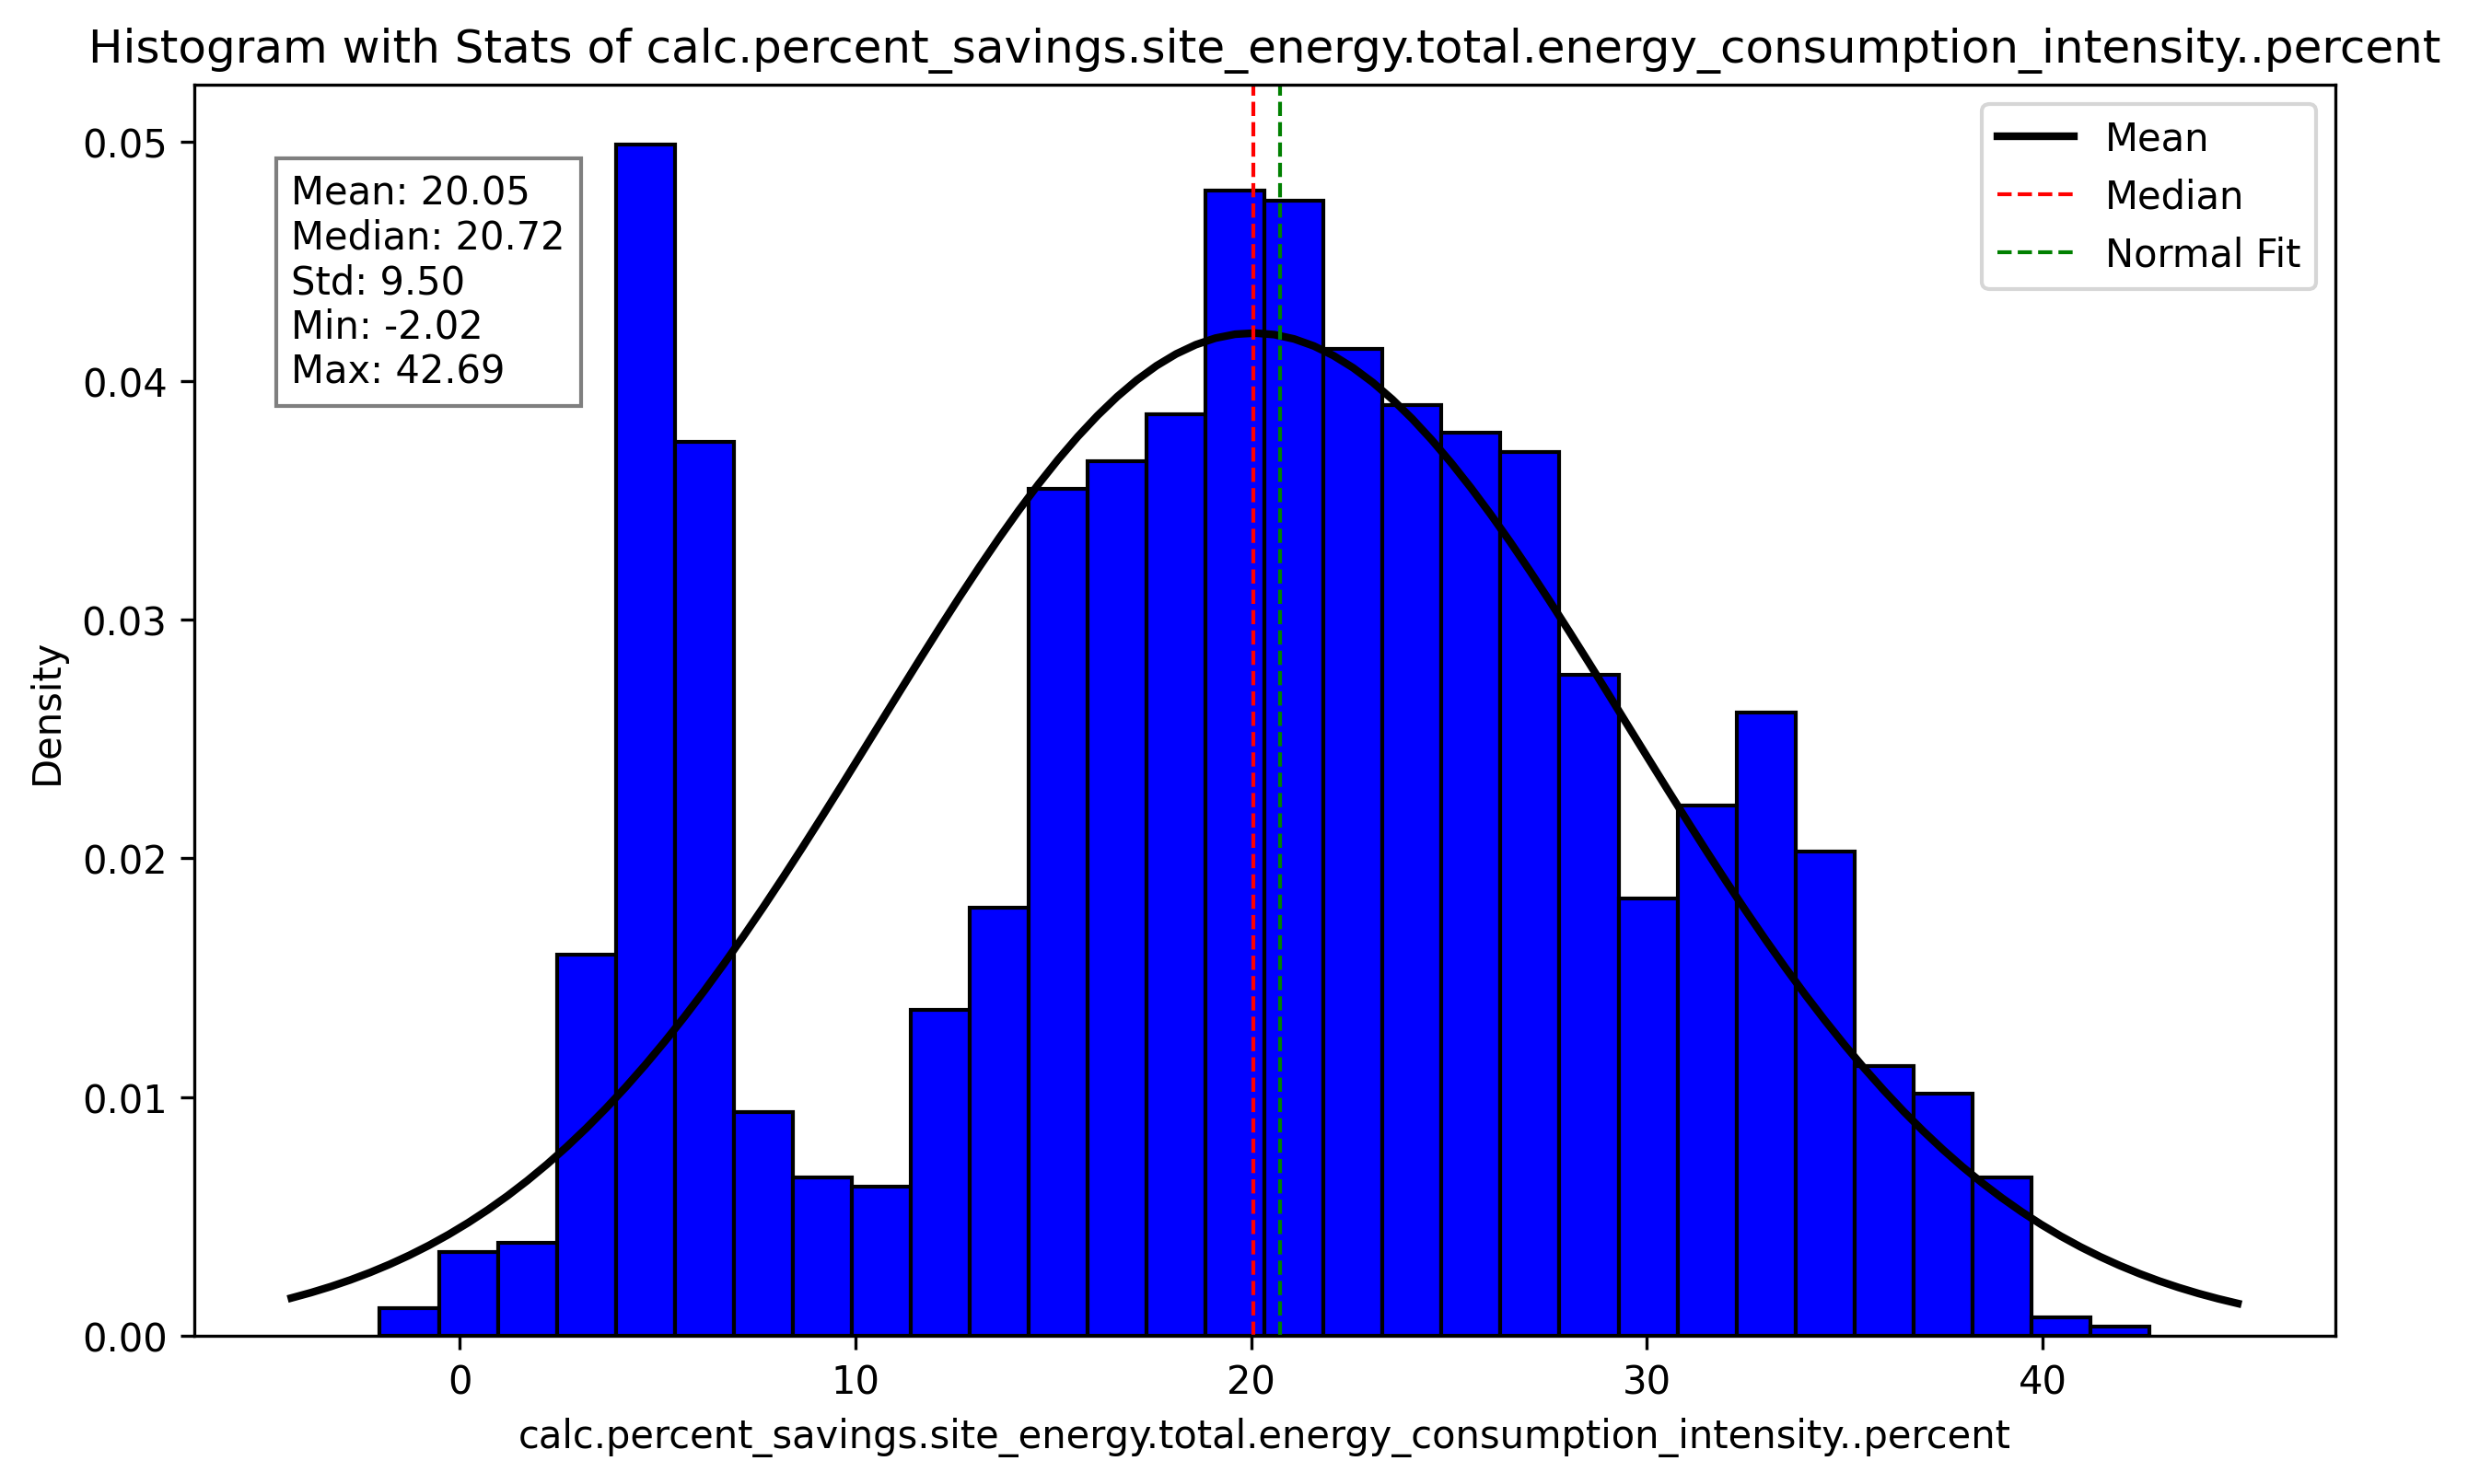 Histogram with Stats of calc.percent_savings.site_energy.total.energy_consumption_intensity..percent
Mean: 20.05
Median: 20.72
Std: 9.50
Min: -2.02
Max: 42.69
Mean
Median
Normal Fit
Density
0.05
0.04
0.03
0.02
0.01
0.00
0
10
20
30
40
calc.percent_savings.site_energy.total.energy_consumption_intensity..percent